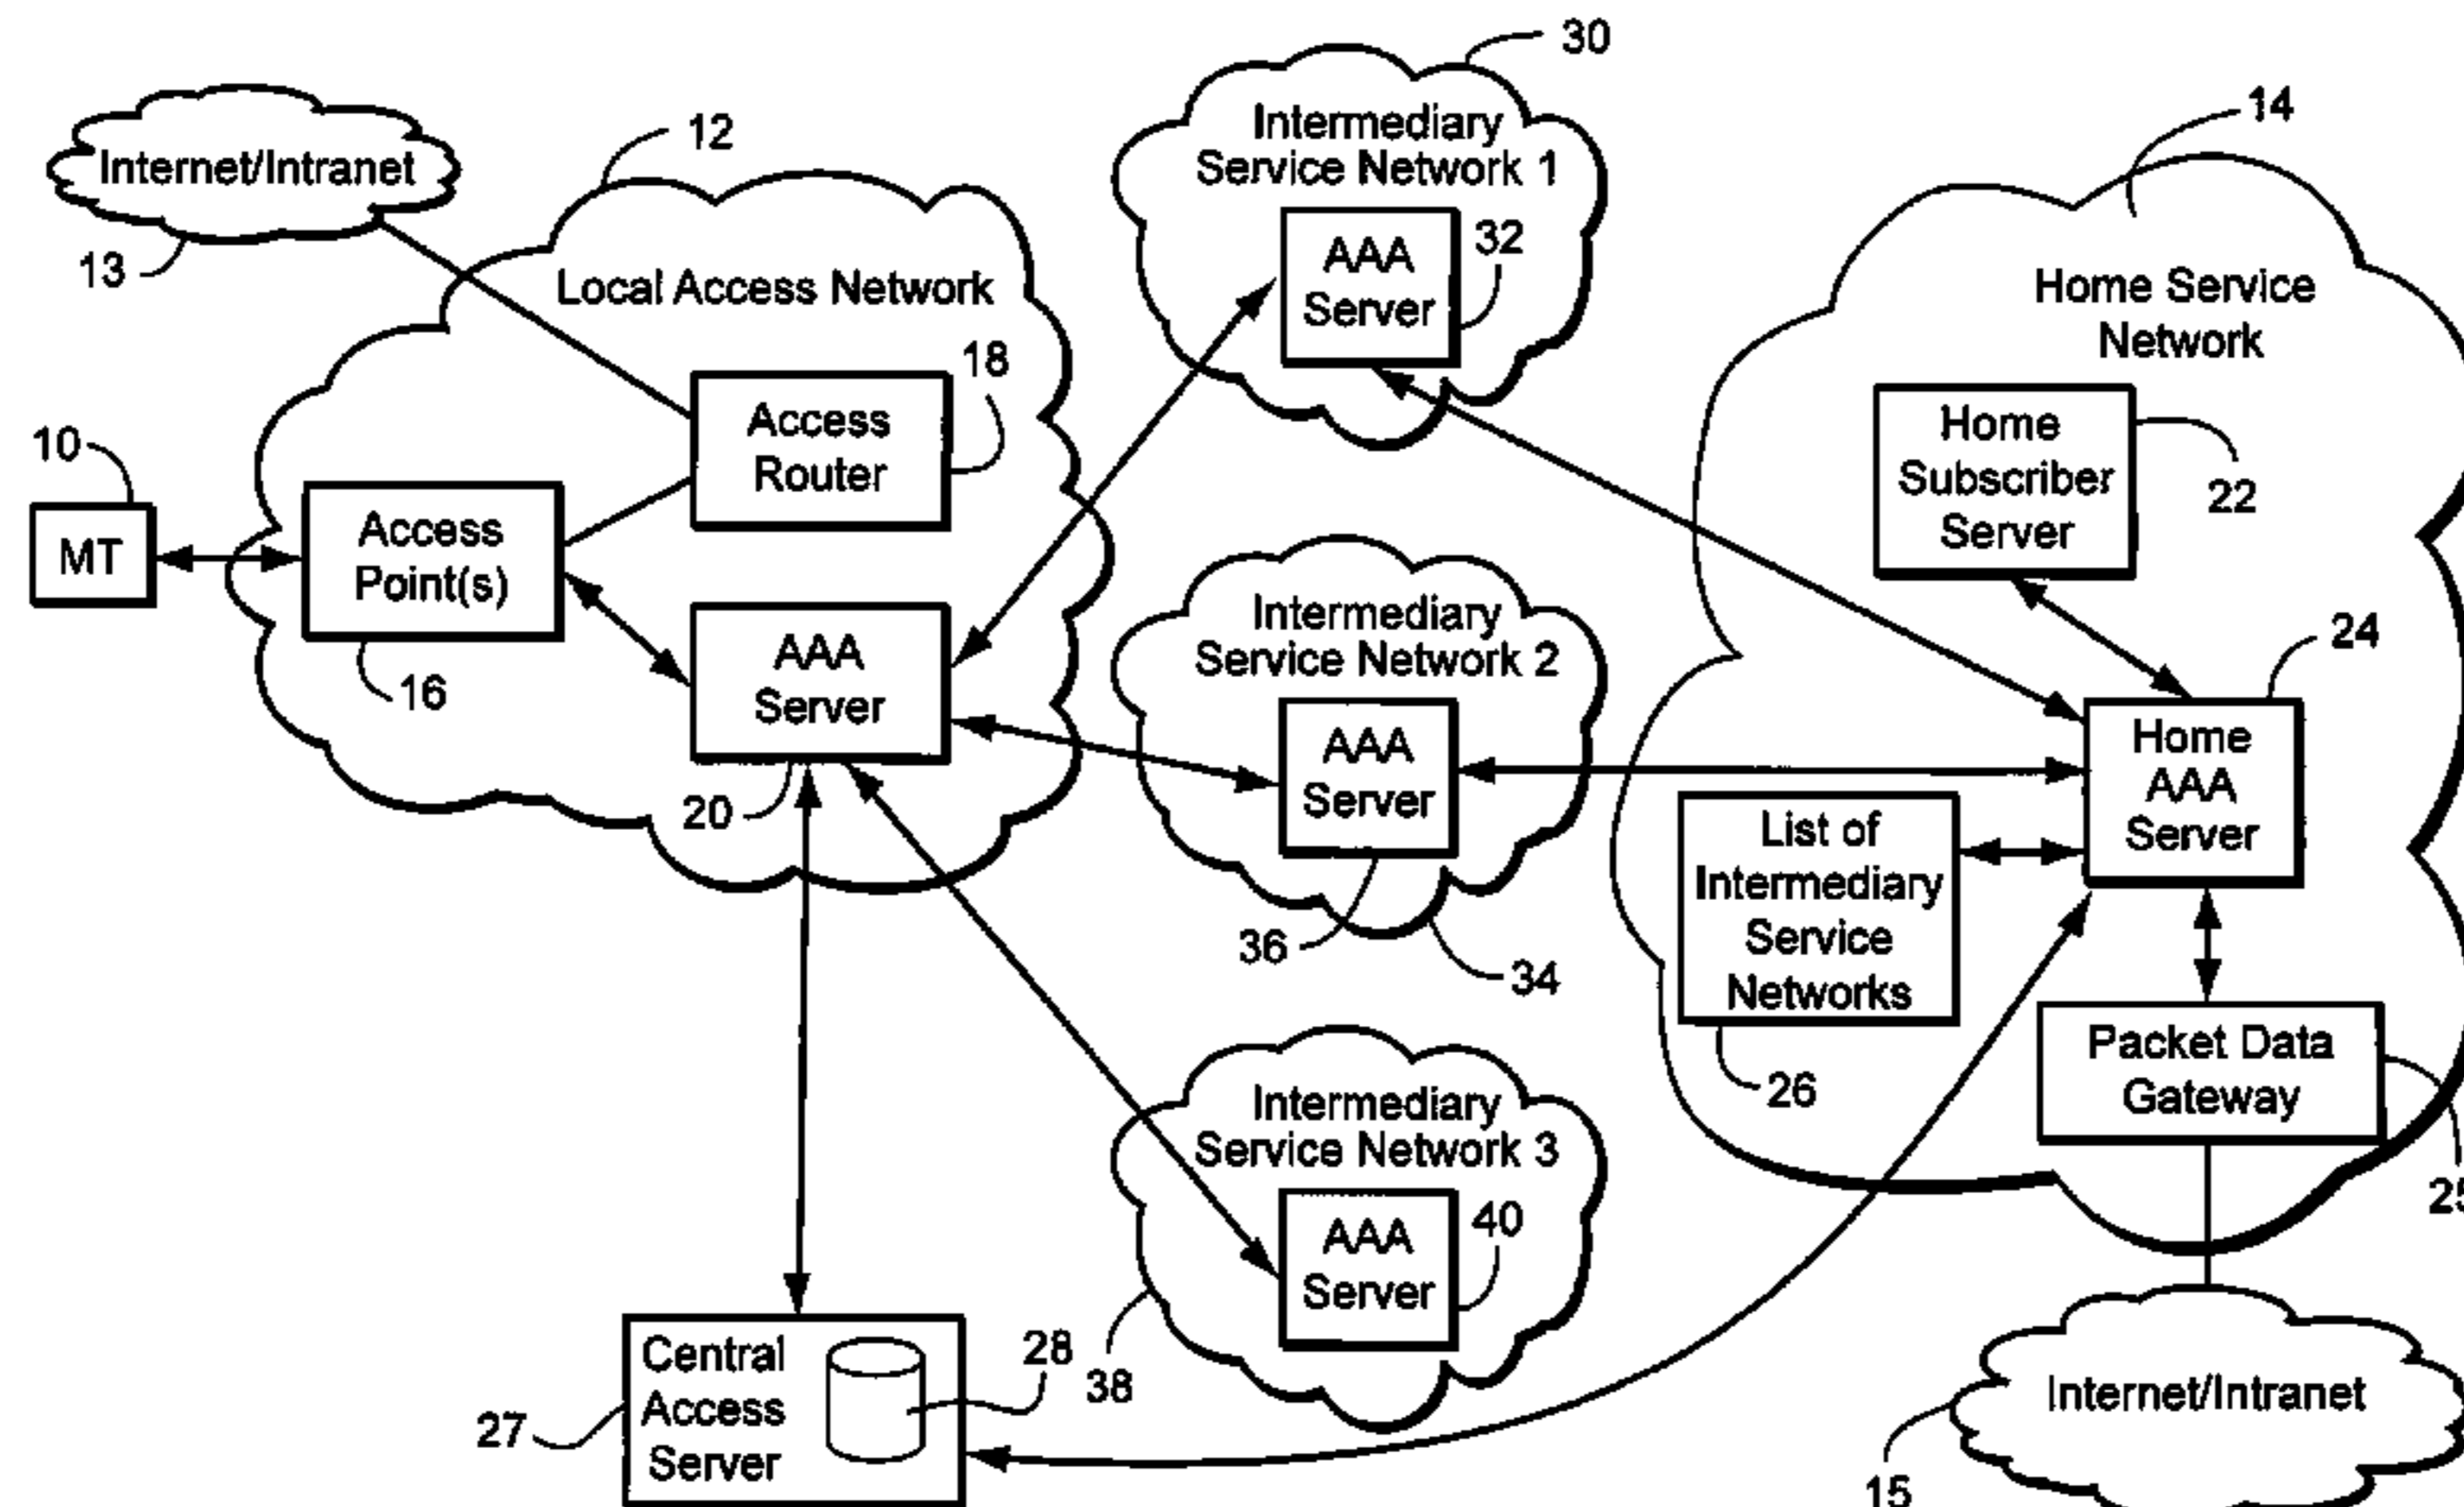 30
Intermediary
Service Network 1
AAA
Server
32
14
Home Service
Network
Home
Subscriber
Server
22
24
Home
AAA
Server
List of
Intermediary
Service
Networks
26
Packet Data
Gateway
25
Internet/Intranet
15
Internet/Intranet
13
12
Local Access Network
18
Access
Router
10
MT
Access
Point(s)
16
AAA
Server
20
Intermediary
Service Network 2
AAA
Server
36
34
Intermediary
Service Network 3
AAA
Server
40
38
Central
Access
Server
28
27